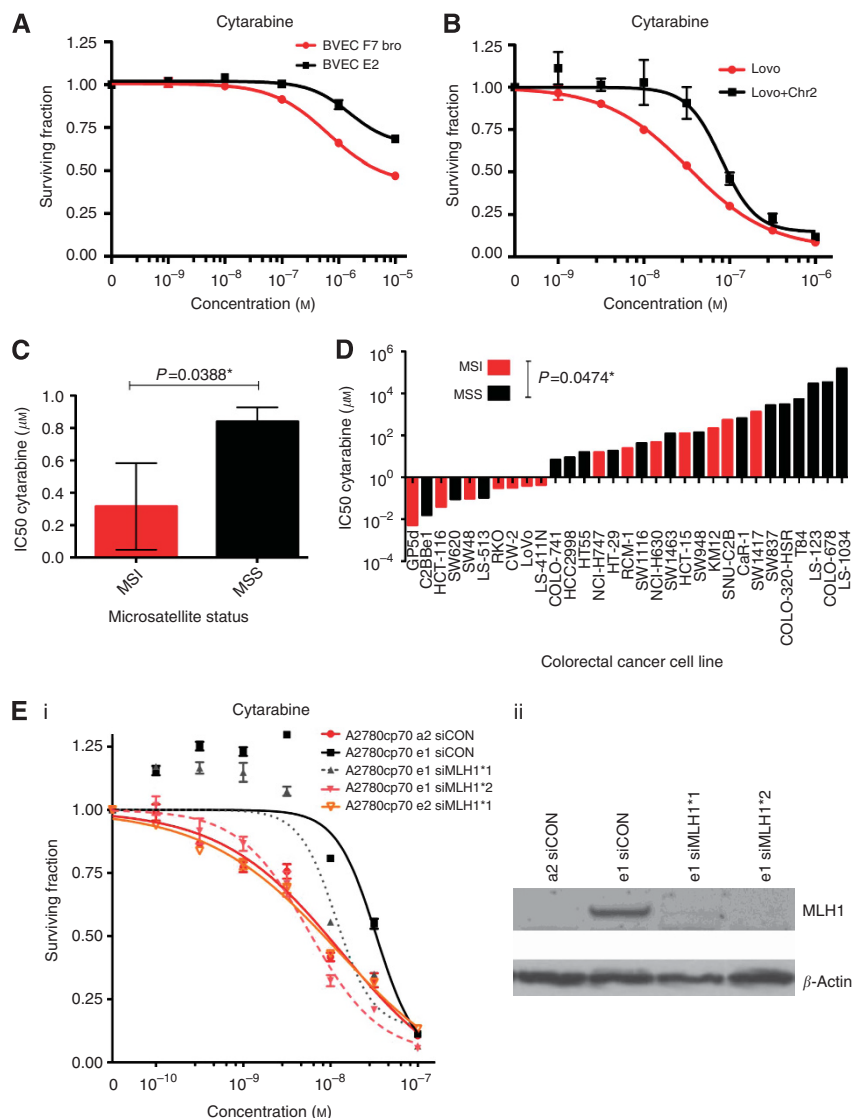 A
Cytarabine
BVEC F7 bro
BVEC E2
1.25
1.00
0.75
0.50
1.25
0.00
Surviving fraction
0
10⁻⁹
10⁻⁸
10⁻⁷
10⁻⁶
10⁻⁵
Concentration (M)
B
Cytarabine
Lovo
Lovo+Chr2
1.25
1.00
0.75
0.50
0.25
0.00
Surviving fraction
0
10⁻⁹
10⁻⁸
10⁻⁷
10⁻⁶
Concentration (M)
C
P=0.0388*
1.0
0.8
0.6
0.4
0.2
0.0
IC50 cytarabine (μM)
MSI
MSS
Microsatellite status
D
MSI
MSS
P=0.0474*
10⁶
10⁴
10²
0
10⁻²
10⁻⁴
IC50 cytarabine (μM)
GP5d
C2BBe1
HCT-116
SW620
SW48
LS-513
RKO
CW-2
LoVo
LS-411N
COLO-741
HCC2998
HT55
NCI-H747
HT-29
RCM-1
SW1116
NCI-H630
SW1463
HCT-15
SW948
KM12
SNU-C2B
CaR-1
SW1417
SW837
COLO-320-HSR
T84
LS-123
COLO-678
LS-1034
Colorectal cancer cell line
E i
Cytarabine
A2780cp70 a2 siCON
A2780cp70 e1 siCON
A2780cp70 e1 siMLH1*1
A2780cp70 e1 siMLH1*2
A2780cp70 e2 siMLH1*1
1.25
1.00
0.75
0.50
0.25
0.00
Surviving fraction
0
10⁻¹⁰
10⁻⁹
10⁻⁸
10⁻⁷
Concentration (M)
ii
a2 siCON
e1 siCON
e1 siMLH1*1
e1 siMLH1*2
MLH1
β-Actin